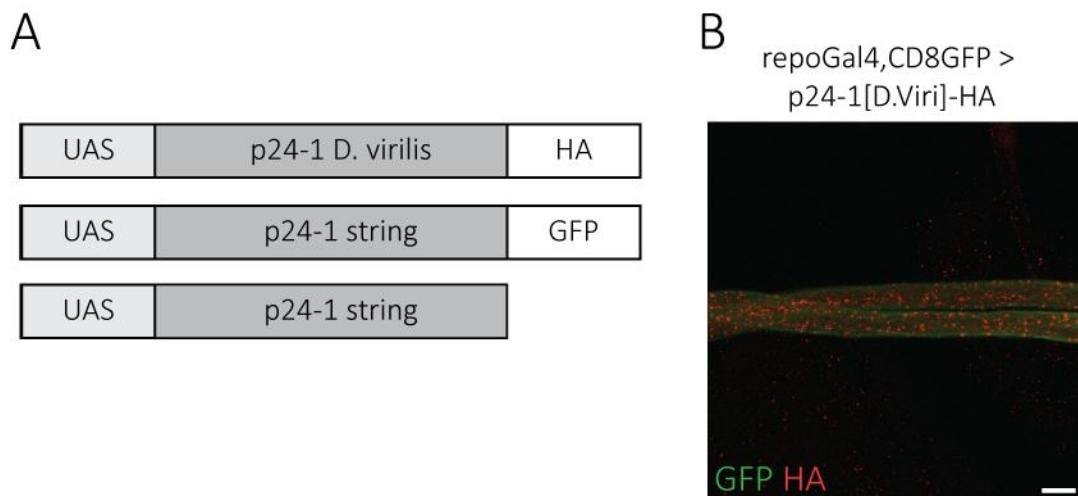 A
UAS p24-1 D. virilis HA
UAS p24-1 string GFP
UAS p24-1 string
B
repoGal4,CD8GFP >
p24-1[D.Viri]-HA
GFP HA